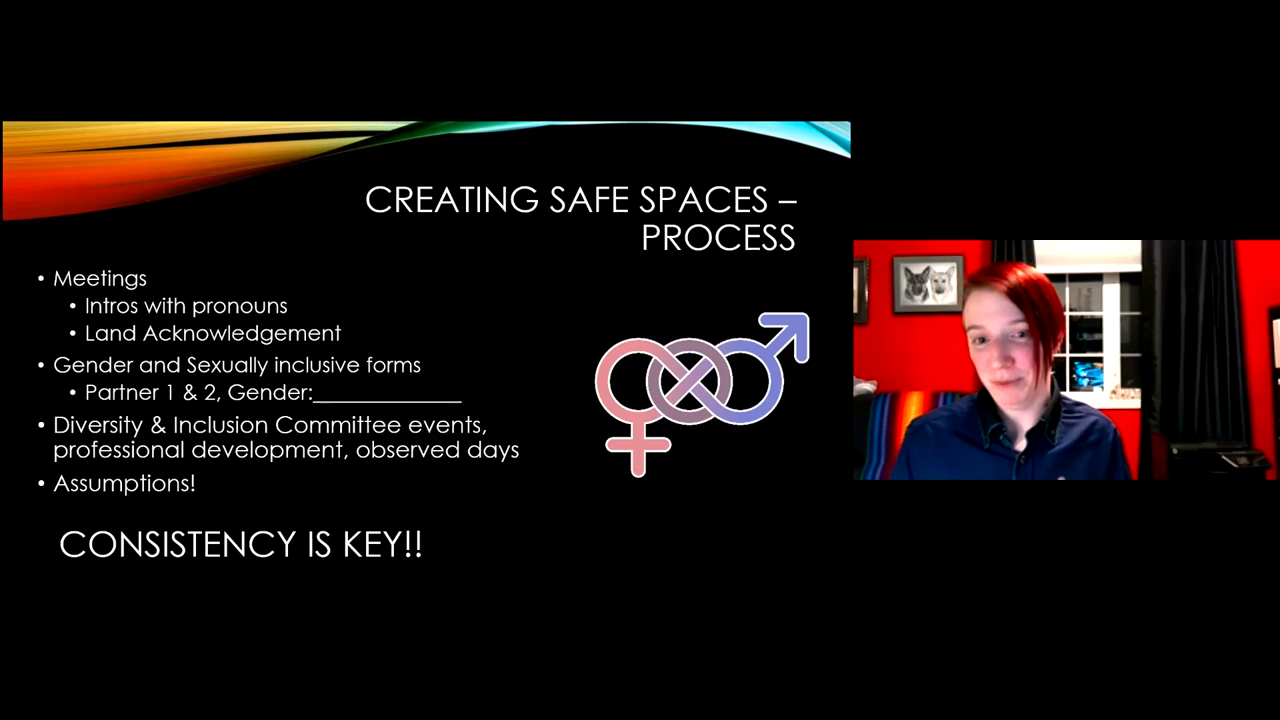 CREATING SAFE SPACES –
PROCESS
• Meetings
• Intros with pronouns
• Land Acknowledgement
• Gender and Sexually inclusive forms
• Partner 1 & 2, Gender:______________
• Diversity & Inclusion Committee events,
professional development, observed days
• Assumptions!
CONSISTENCY IS KEY!!